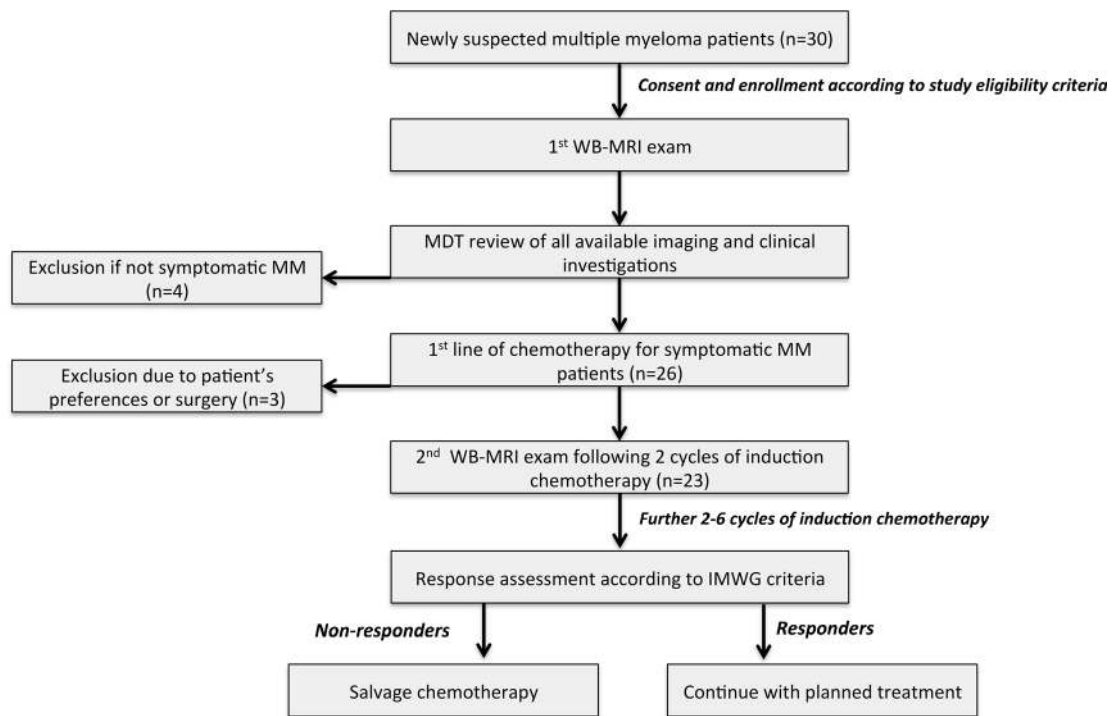 Newly suspected multiple myeloma patients (n=30)
Consent and enrollment according to study eligibility criteria
1st WB-MRI exam
MDT review of all available imaging and clinical
investigations
Exclusion if not symptomatic MM
(n=4)
1st line of chemotherapy for symptomatic MM
patients (n=26)
Exclusion due to patient's
preferences or surgery (n=3)
2nd WB-MRI exam following 2 cycles of induction
chemotherapy (n=23)
Further 2-6 cycles of induction chemotherapy
Response assessment according to IMWG criteria
Non-responders
Responders
Salvage chemotherapy
Continue with planned treatment